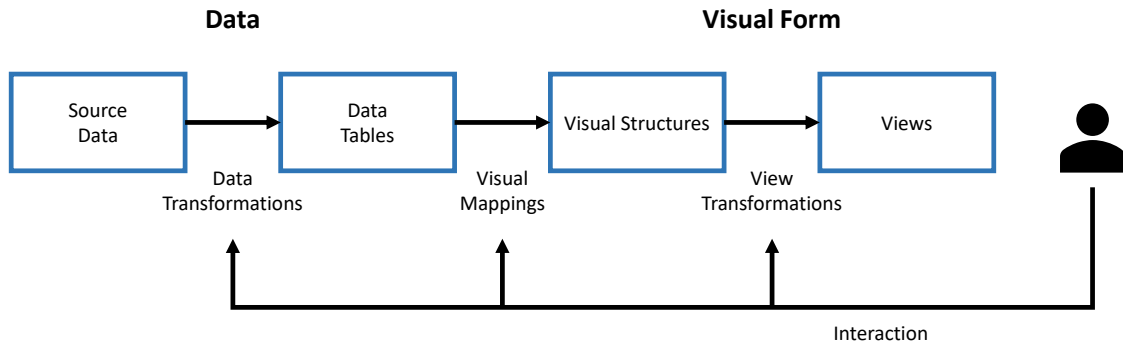 Data
Visual Form
Source
Data
Data
Tables
Visual Structures
Views
Data
Transformations
Visual
Mappings
View
Transformations
Interaction